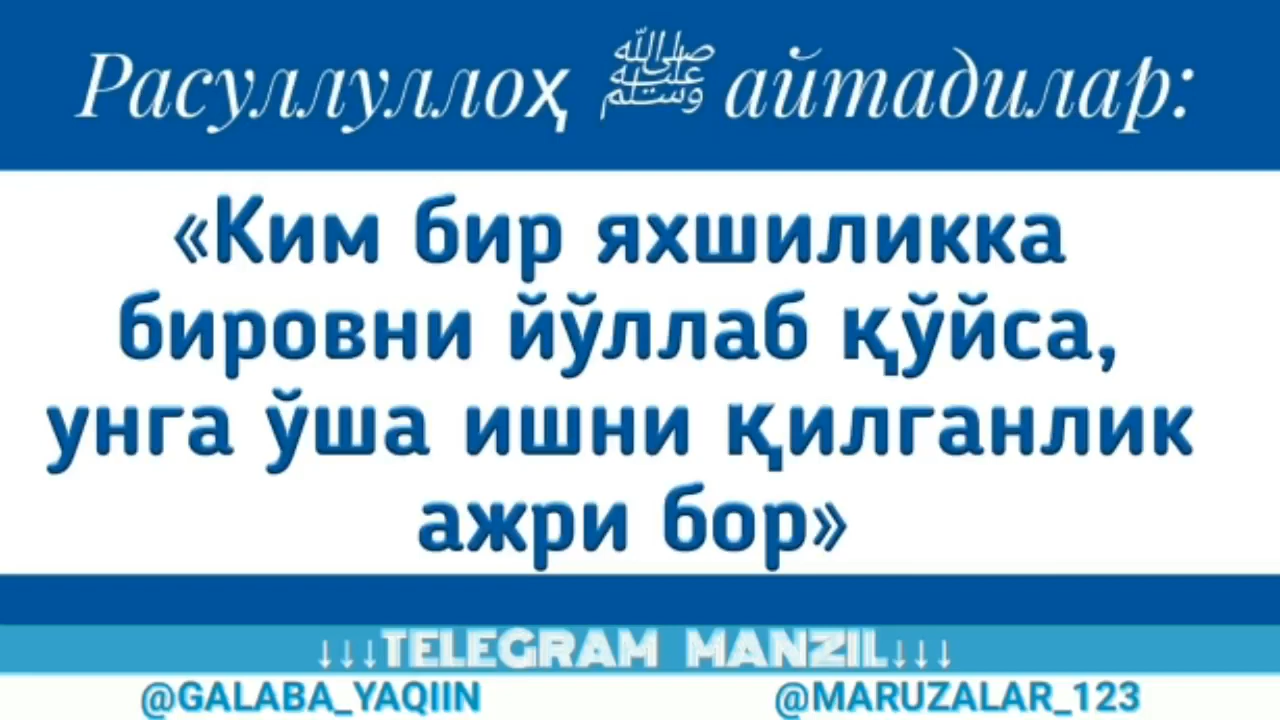 Расуллуллоҳ ﷺ айтадилар:
«Ким бир яхшиликка
бировни йўллаб қўйса,
унга ўша ишни қилганлик
ажри бор»
↓↓↓TELEGRAM MANZIL↓↓↓
@GALABA_YAQIIN @MARUZALAR_123